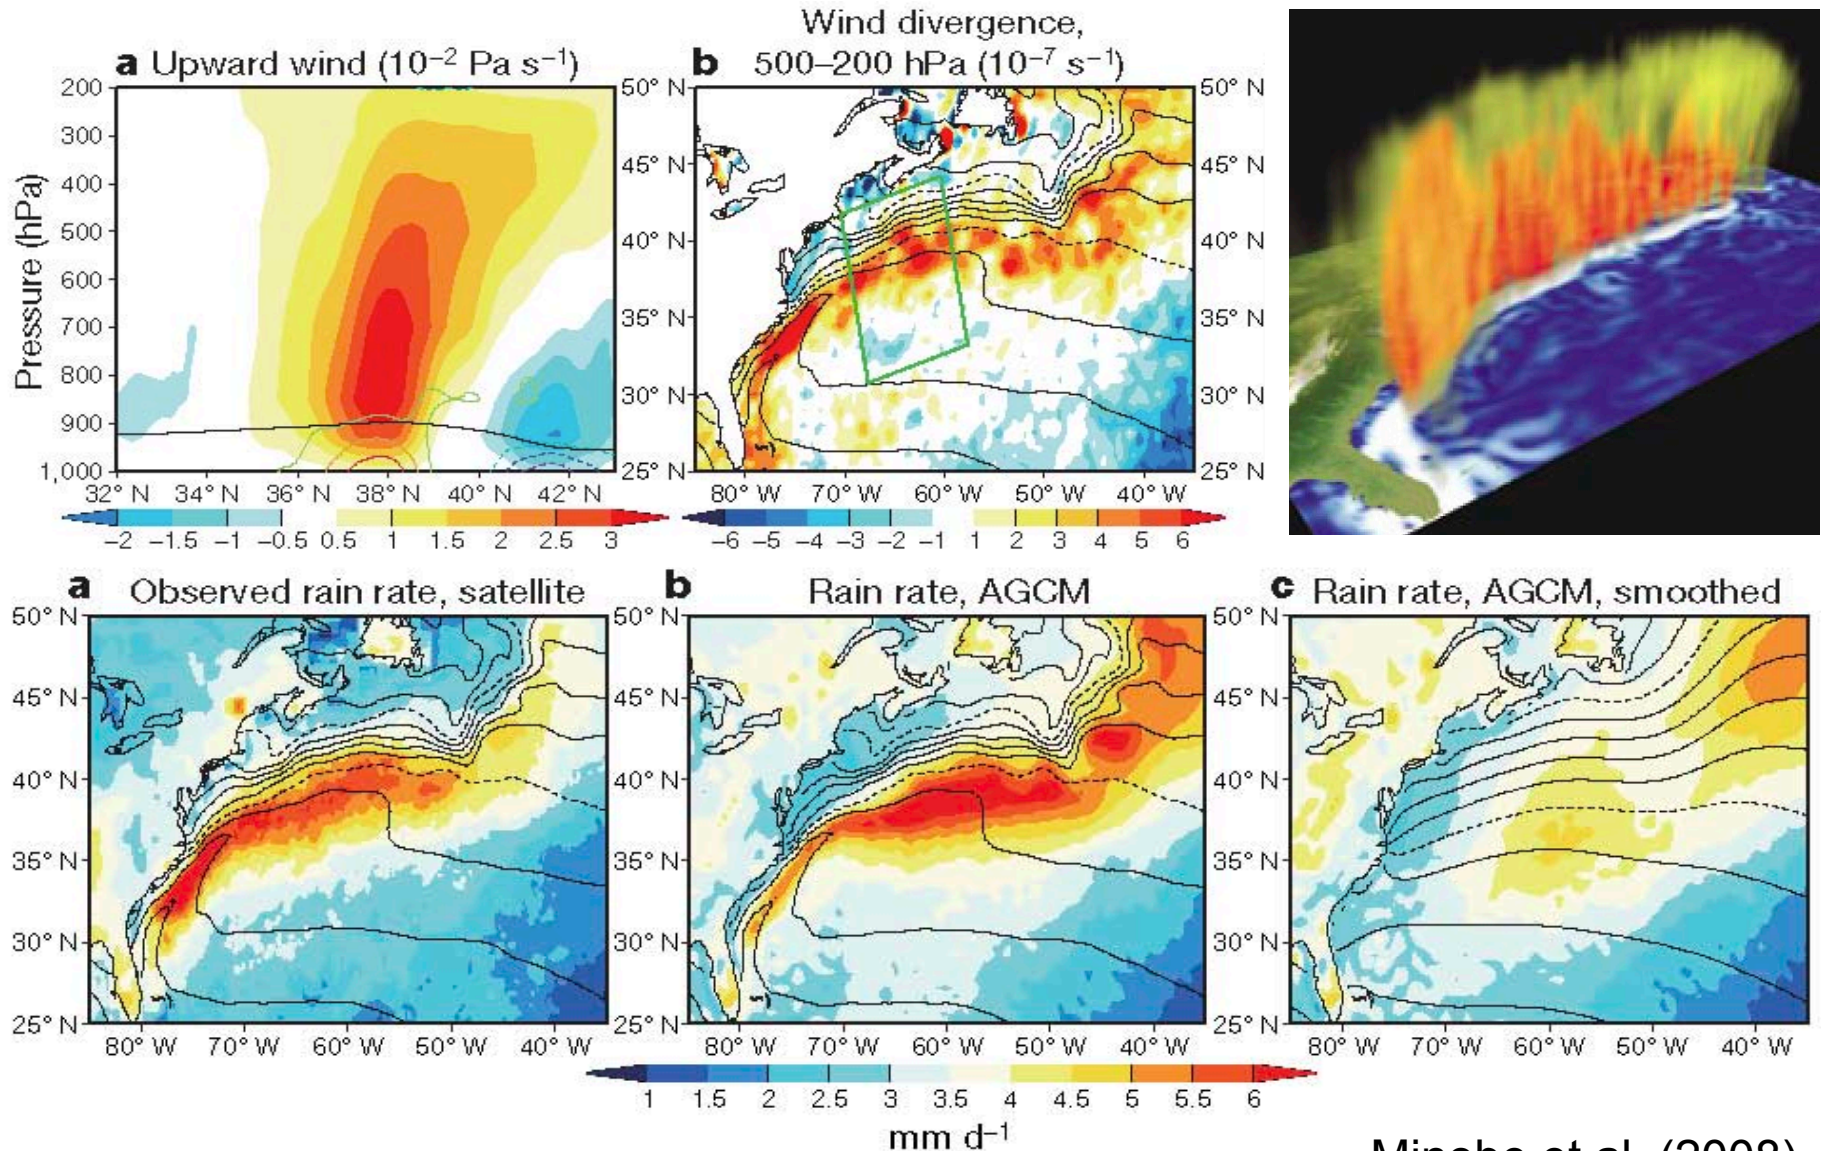 a Upward wind (10⁻² Pa s⁻¹)
Pressure (hPa)
200
300
400
500
600
700
800
900
1,000
32° N 34° N 36° N 38° N 40° N 42° N
–2 –1.5 –1 –0.5 0.5 1 1.5 2 2.5 3
Wind divergence,
b 500–200 hPa (10⁻⁷ s⁻¹)
50° N 50° N
45° N 45° N
40° N 40° N
35° N 35° N
30° N 30° N
25° N 25° N
80° W 70° W 60° W 50° W 40° W
–6 –5 –4 –3 –2 –1 1 2 3 4 5 6
a Observed rain rate, satellite
50° N
45° N
40° N
35° N
30° N
25° N
80° W 70° W 60° W 50° W 40° W
b Rain rate, AGCM
50° N
45° N
40° N
35° N
30° N
25° N
80° W 70° W 60° W 50° W 40° W
c Rain rate, AGCM, smoothed
50° N
45° N
40° N
35° N
30° N
25° N
80° W 70° W 60° W 50° W 40° W
1 1.5 2 2.5 3 3.5 4 4.5 5 5.5 6
mm d⁻¹
Minobe et al. (2008)